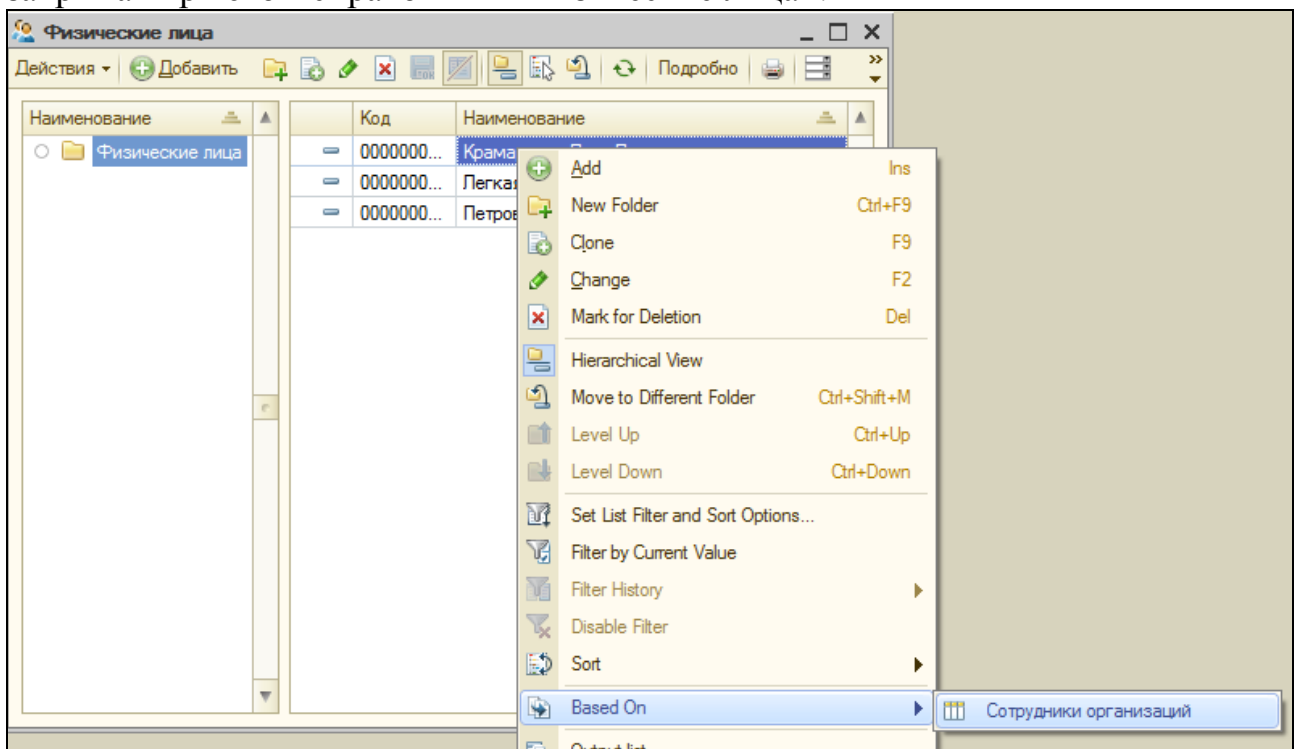 Физические лица
Действия Добавить Подробно
Наименование
Физические лица
Код Наименование
0000000... Крама
0000000... Легка
0000000... Петров
Add Ins
New Folder Ctrl+F9
Clone F9
Change F2
Mark for Deletion Del
Hierarchical View
Move to Different Folder Ctrl+Shift+M
Level Up Ctrl+Up
Level Down Ctrl+Down
Set List Filter and Sort Options...
Filter by Current Value
Filter History
Disable Filter
Sort
Based On
Сотрудники организаций